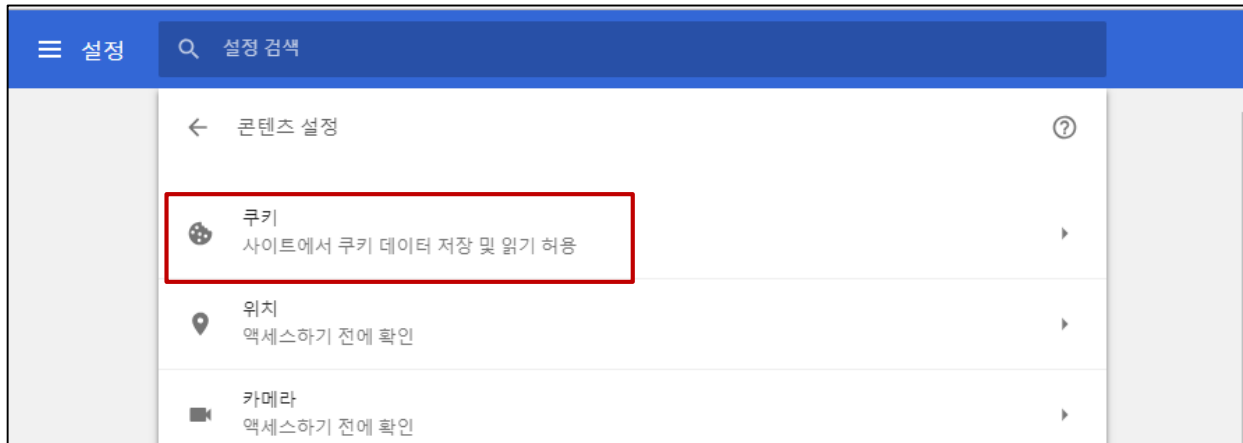 설정
설정 검색
콘텐츠 설정
쿠키
사이트에서 쿠키 데이터 저장 및 읽기 허용
위치
액세스하기 전에 확인
카메라
액세스하기 전에 확인